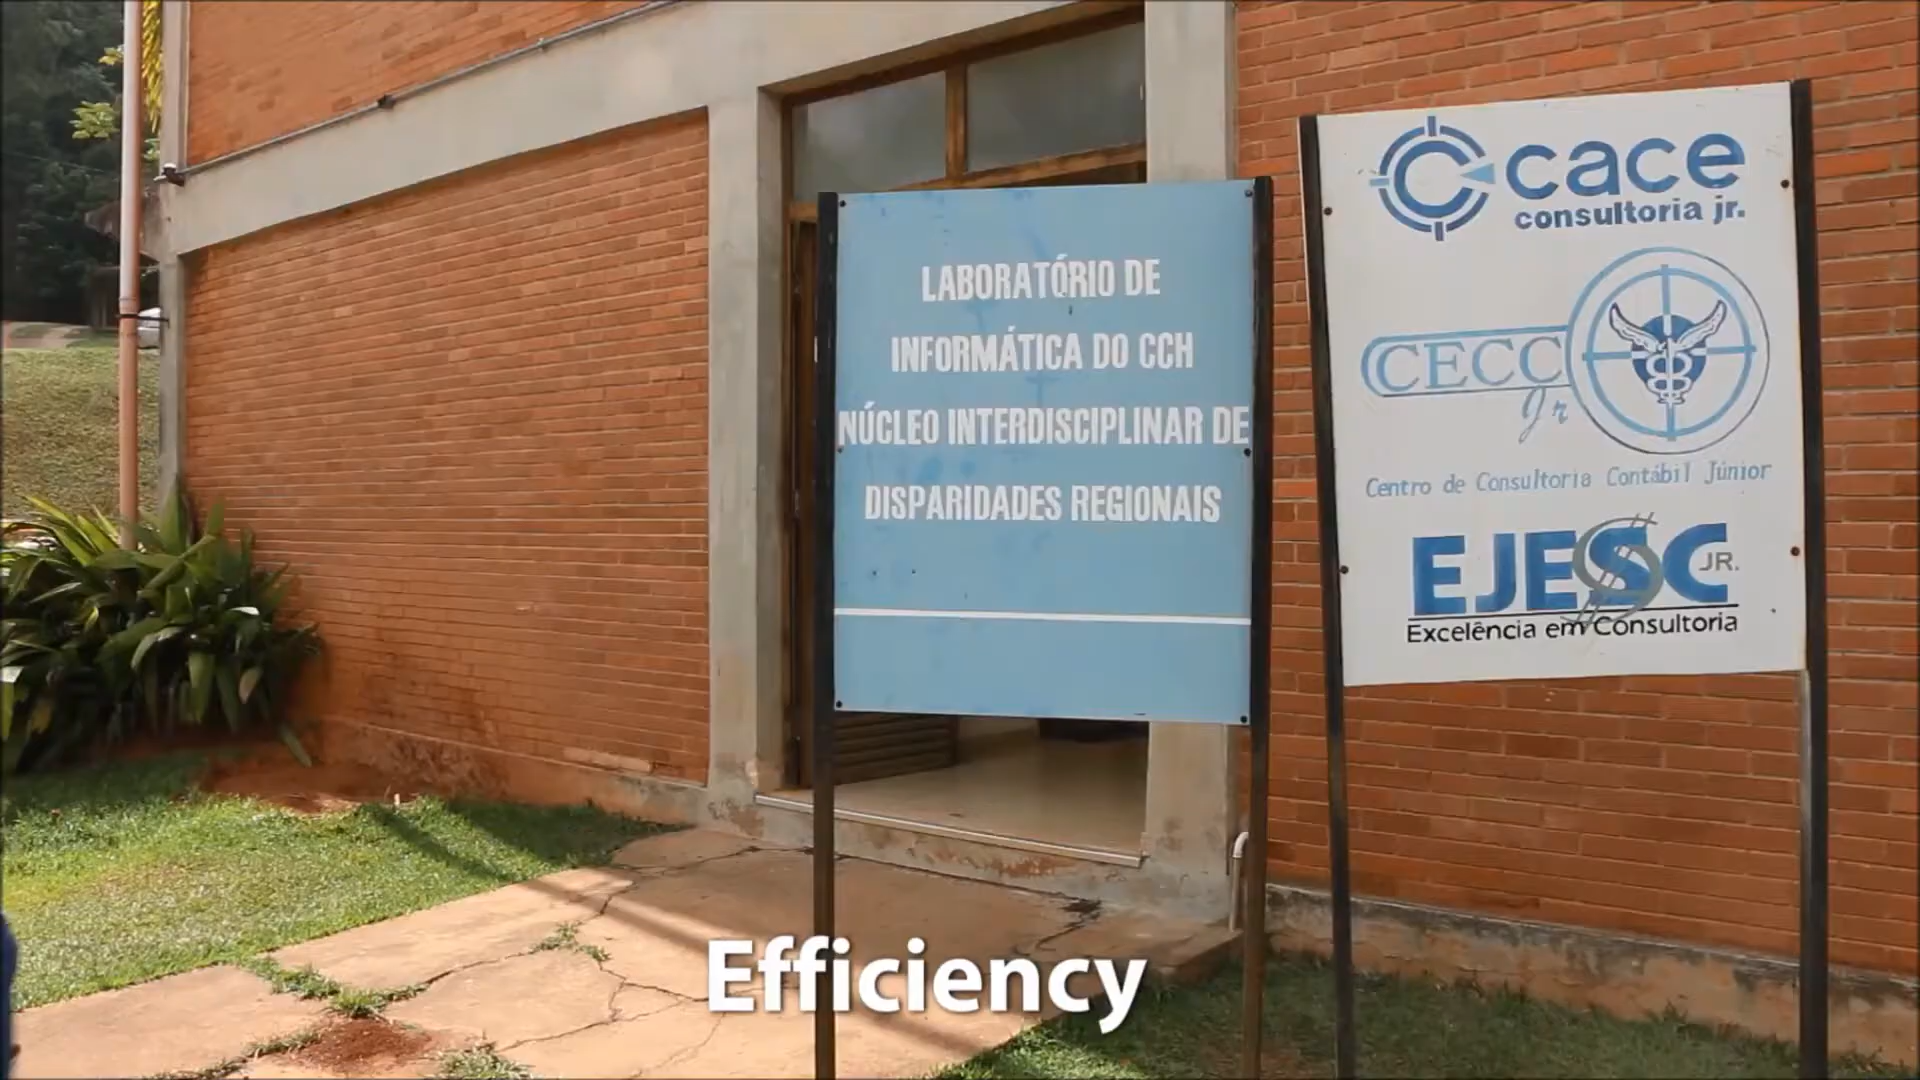 LABORATÓRIO DE
INFORMÁTICA DO CCH
NÚCLEO INTERDISCIPLINAR DE
DISPARIDADES REGIONAIS
cace
consultoria jr.
CECC
Jr
Centro de Consultoria Contábil Júnior
EJESC JR.
Excelência em Consultoria
Efficiency